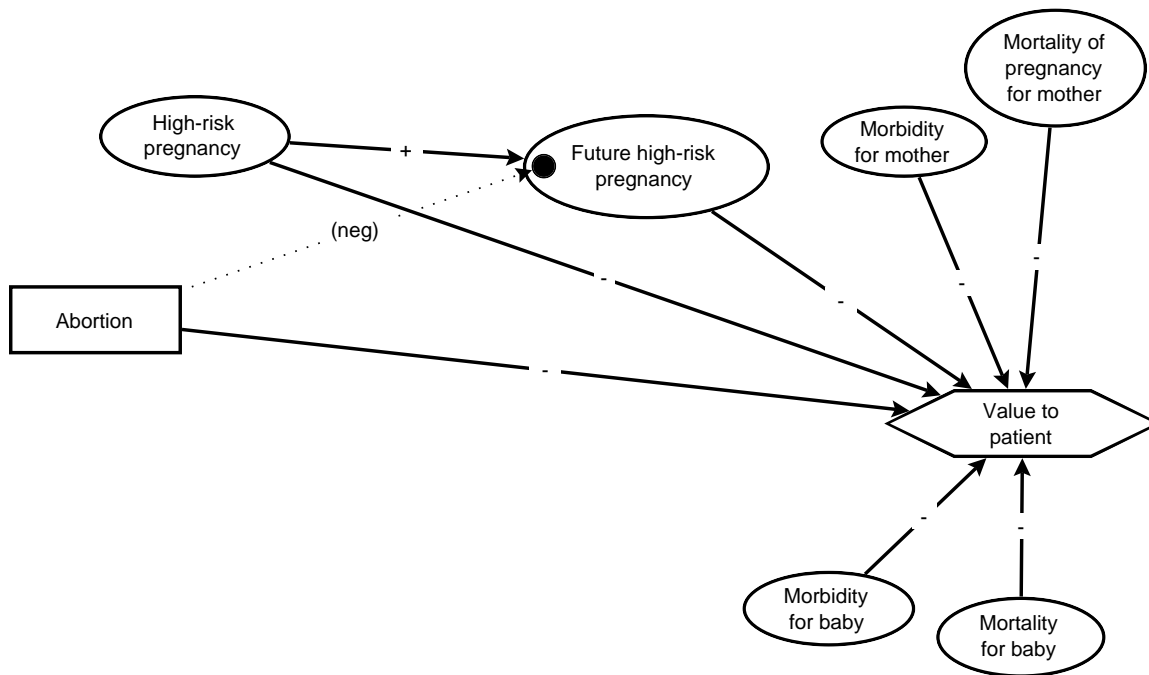 Mortality of
pregnancy
for mother
High-risk
pregnancy
+
Future high-risk
pregnancy
Morbidity
for mother
(neg)
-
-
-
-
Abortion
-
Value to
patient
-
-
Morbidity
for baby
Mortality
for baby